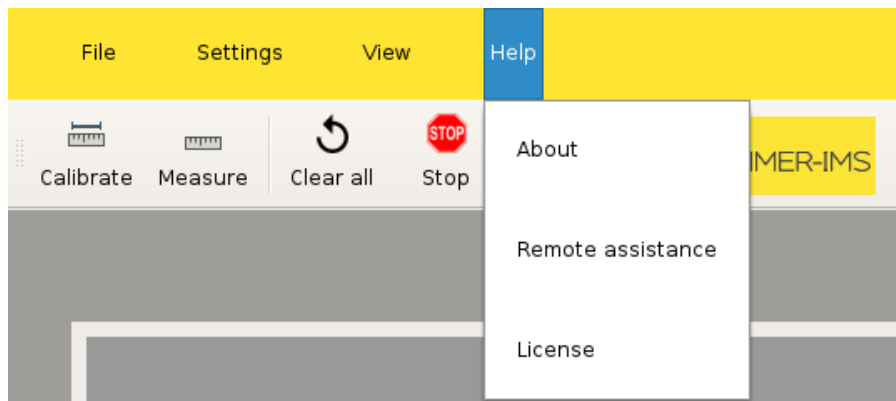 File Settings View Help
STOP
Calibrate Measure Clear all Stop
About
Remote assistance
License